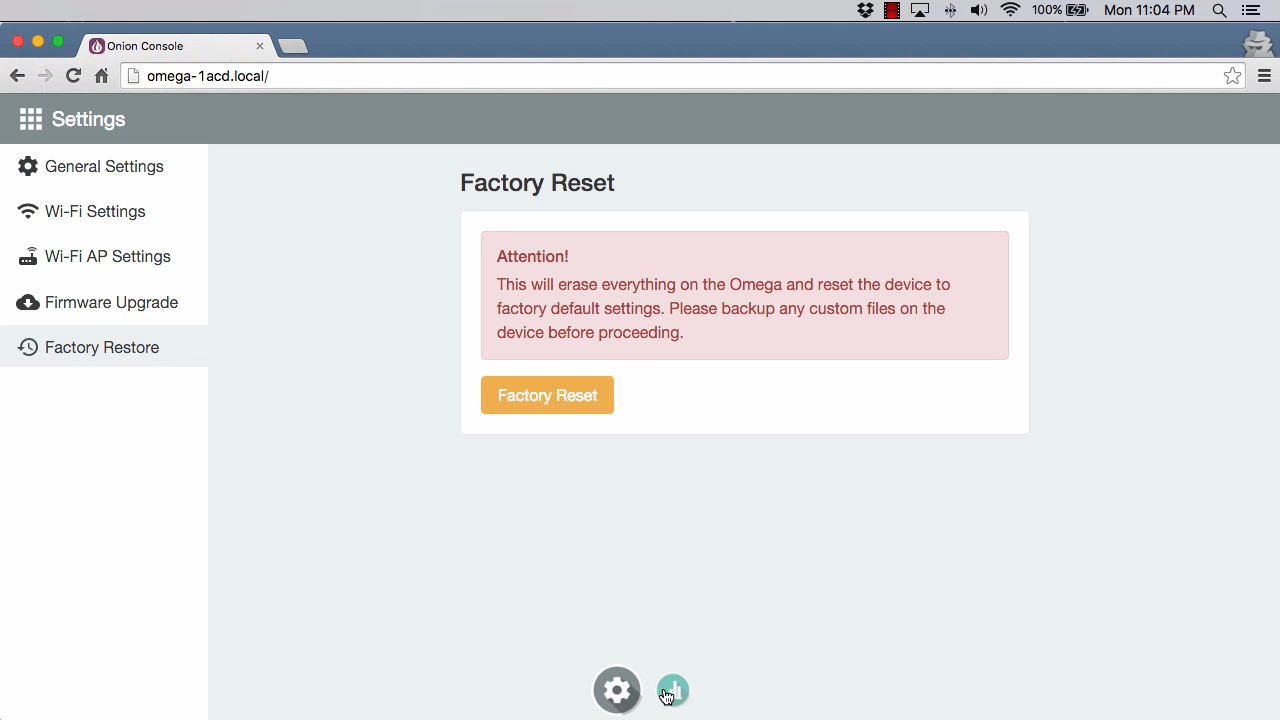 100%
Mon 11:04 PM
Onion Console
omega-1acd.local/
Settings
General Settings
Wi-Fi Settings
Wi-Fi AP Settings
Firmware Upgrade
Factory Restore
Factory Reset
Attention!
This will erase everything on the Omega and reset the device to
factory default settings. Please backup any custom files on the
device before proceeding.
Factory Reset